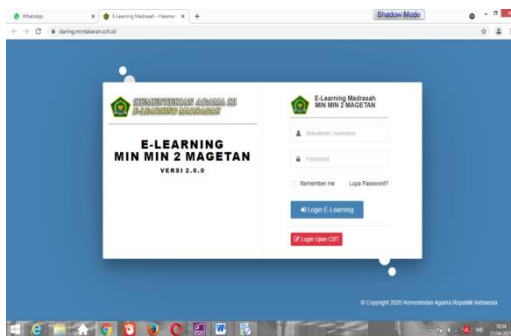 WhatsApp
E-Learning Madrasah - Halaman
Shadow Mode
daring.mintakeran.sch.id
KEMENTERIAN AGAMA RI
E-LEARNING MADRASAH
E-LEARNING
MIN MIN 2 MAGETAN
VERSI 2.0.0
E-Learning Madrasah
MIN MIN 2 MAGETAN
Masukkan Username
Password
Remember me
Lupa Password?
Login E-Learning
Login Ujian CBT
© Copyright 2020 Kementerian Agama Republik Indonesia
IND